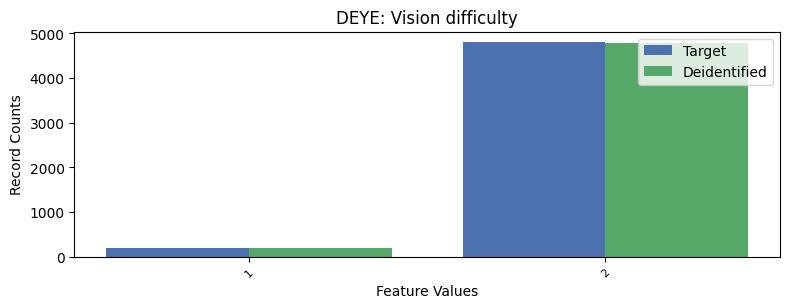 DEYE: Vision difficulty
Target
Deidentified
Record Counts
5000
4000
3000
2000
1000
0
1
2
Feature Values